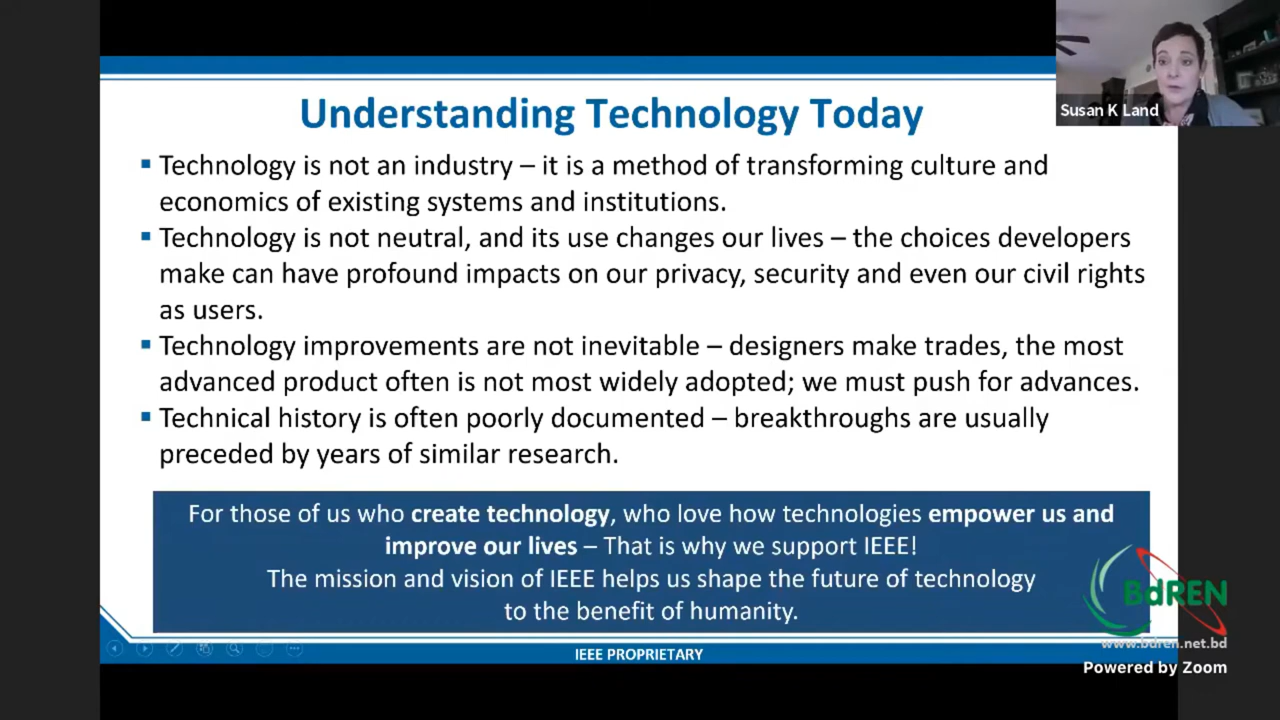 Understanding Technology Today
Susan K Land
▪ Technology is not an industry – it is a method of transforming culture and
economics of existing systems and institutions.
▪ Technology is not neutral, and its use changes our lives – the choices developers
make can have profound impacts on our privacy, security and even our civil rights
as users.
▪ Technology improvements are not inevitable – designers make trades, the most
advanced product often is not most widely adopted; we must push for advances.
▪ Technical history is often poorly documented – breakthroughs are usually
preceded by years of similar research.
For those of us who create technology, who love how technologies empower us and
improve our lives – That is why we support IEEE!
The mission and vision of IEEE helps us shape the future of technology
to the benefit of humanity.
BdREN
www.bdren.net.bd
IEEE PROPRIETARY
Powered by Zoom